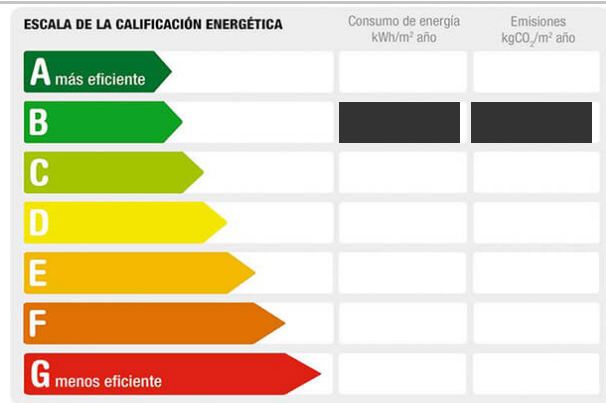 ESCALA DE LA CALIFICACIÓN ENERGÉTICA
Consumo de energía
kWh/m² año
Emisiones
kgCO₂/m² año
A más eficiente
B
C
D
E
F
G menos eficiente